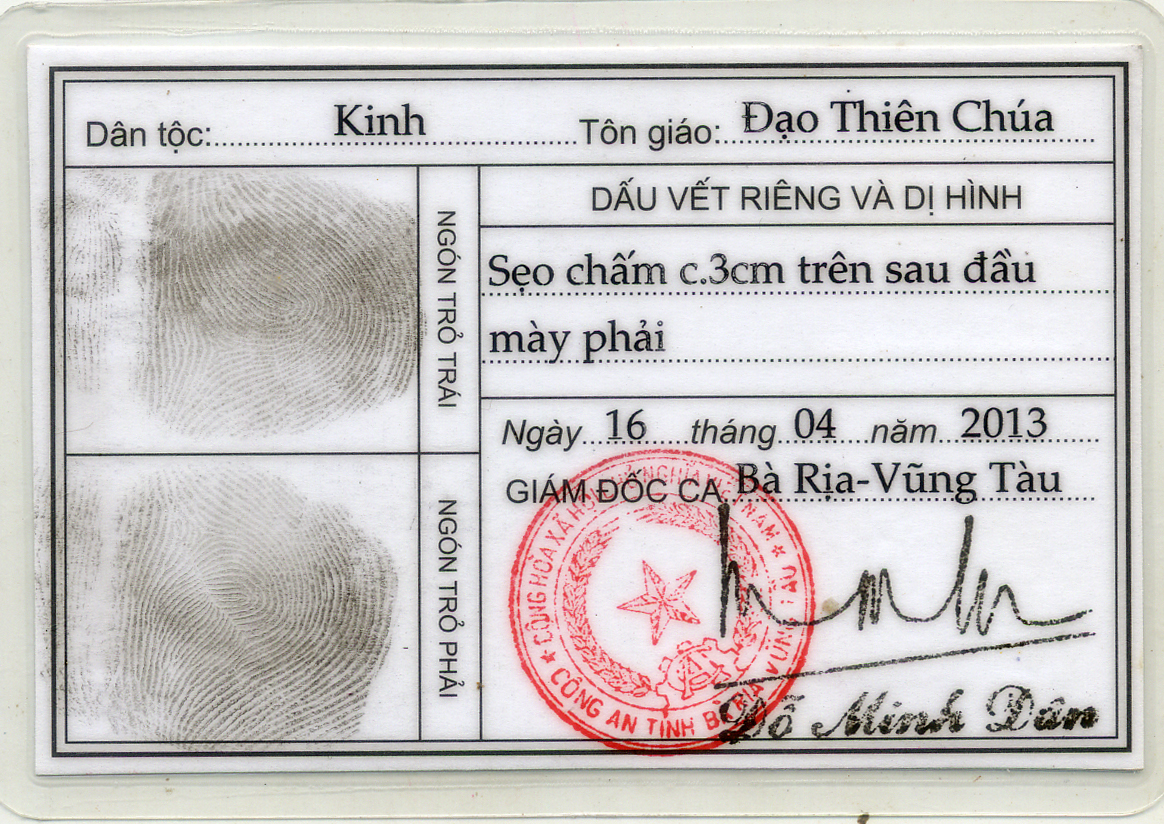 Dân tộc: Kinh Tôn giáo: Đạo Thiên Chúa
NGÓN TRỎ TRÁI
DẤU VẾT RIÊNG VÀ DỊ HÌNH
Sẹo chấm c.3cm trên sau đầu
mày phải
Ngày 16 tháng 04 năm 2013
GIÁM ĐỐC CA Bà Rịa-Vũng Tàu
NGÓN TRỎ PHẢI
CỘNG HÒA XÃ HỘI CHỦ NGHĨA VIỆT NAM
CÔNG AN TỈNH BÀ RỊA VŨNG TÀU
Đỗ Minh Dân